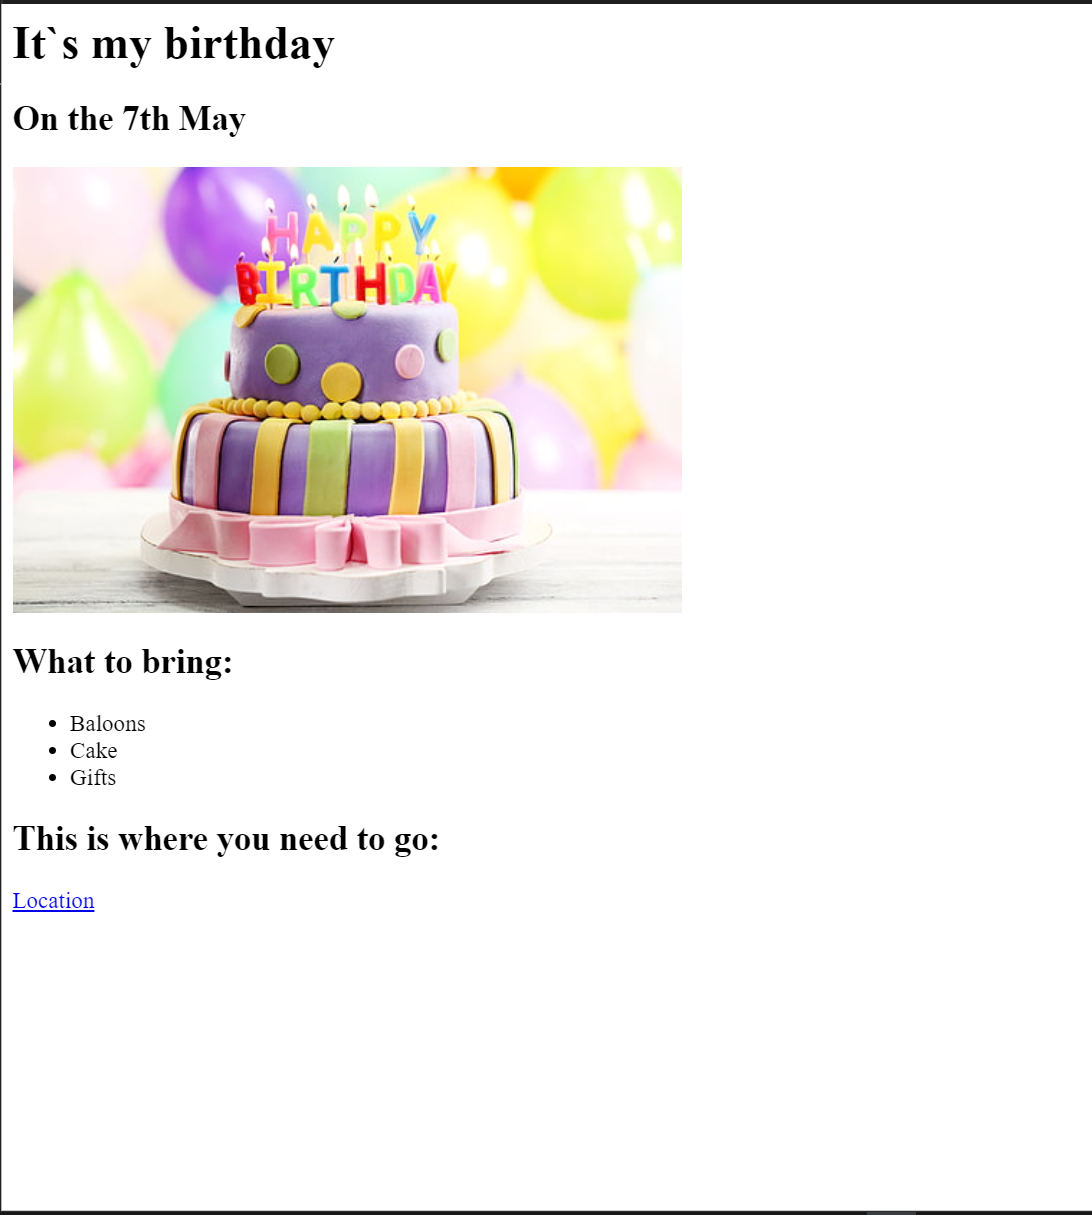 It`s my birthday
On the 7th May
HAPPY
BIRTHDAY
What to bring:
Baloons
Cake
Gifts
This is where you need to go:
Location